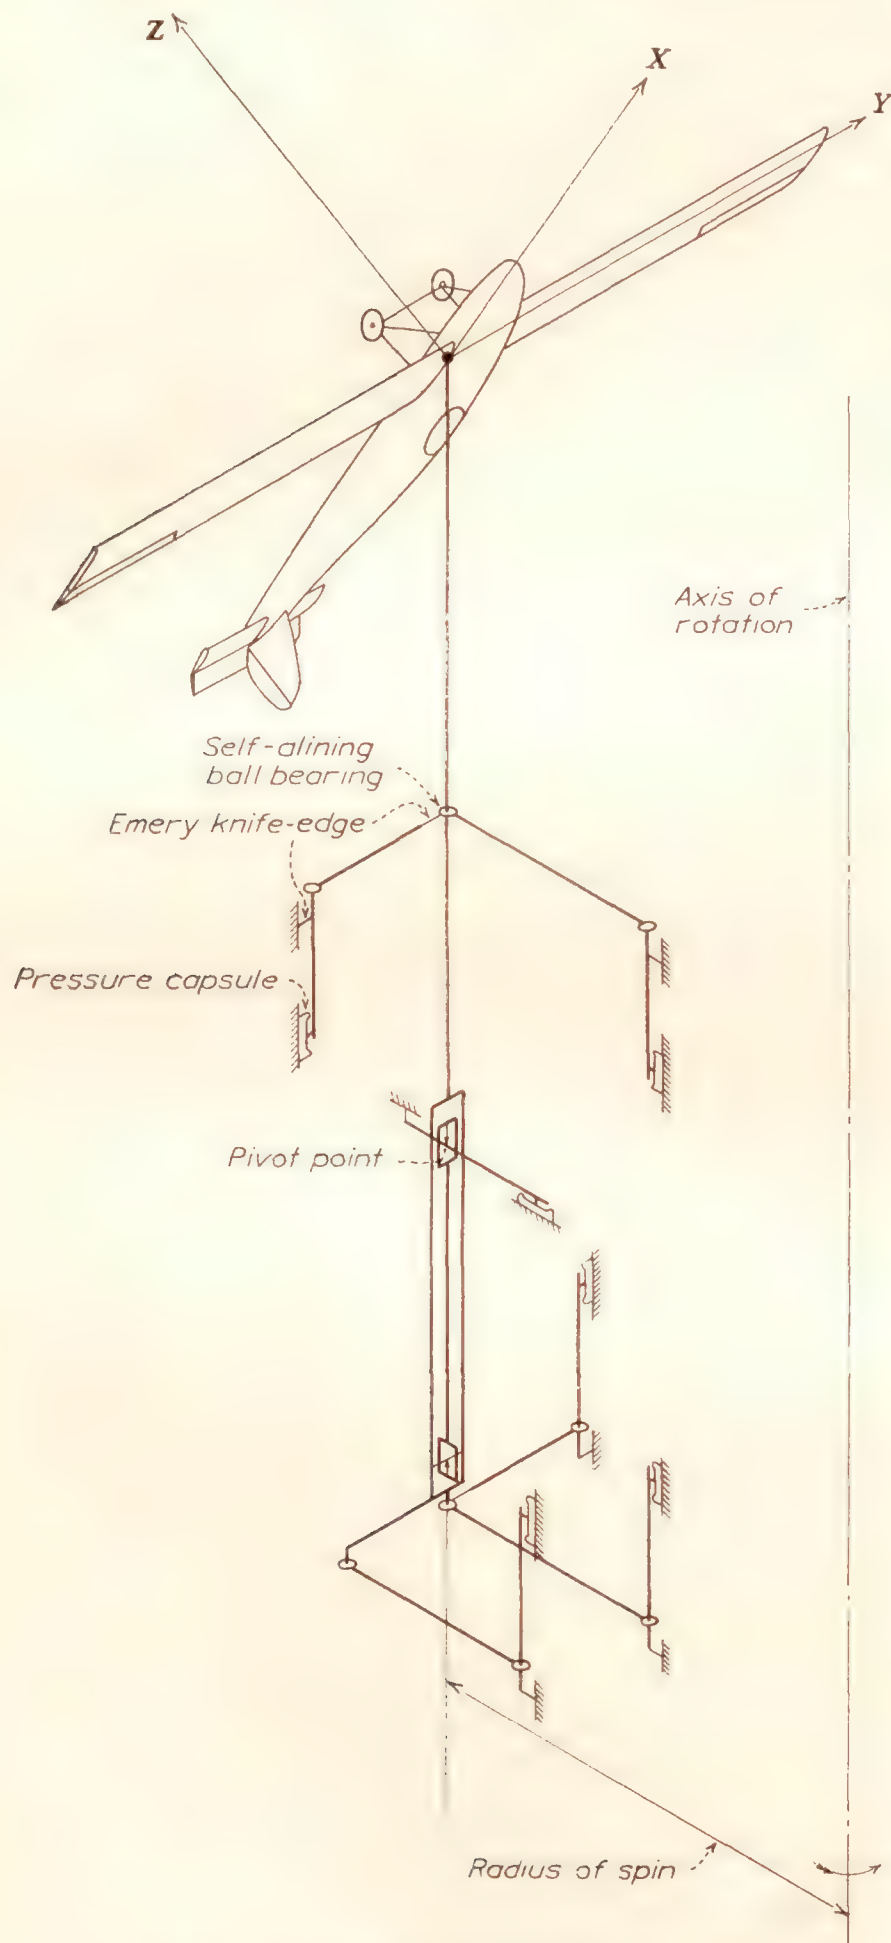 Z
X
Y
Axis of
rotation
Self-alining
ball bearing
Emery knife-edge
Pressure capsule
Pivot point
Radius of spin